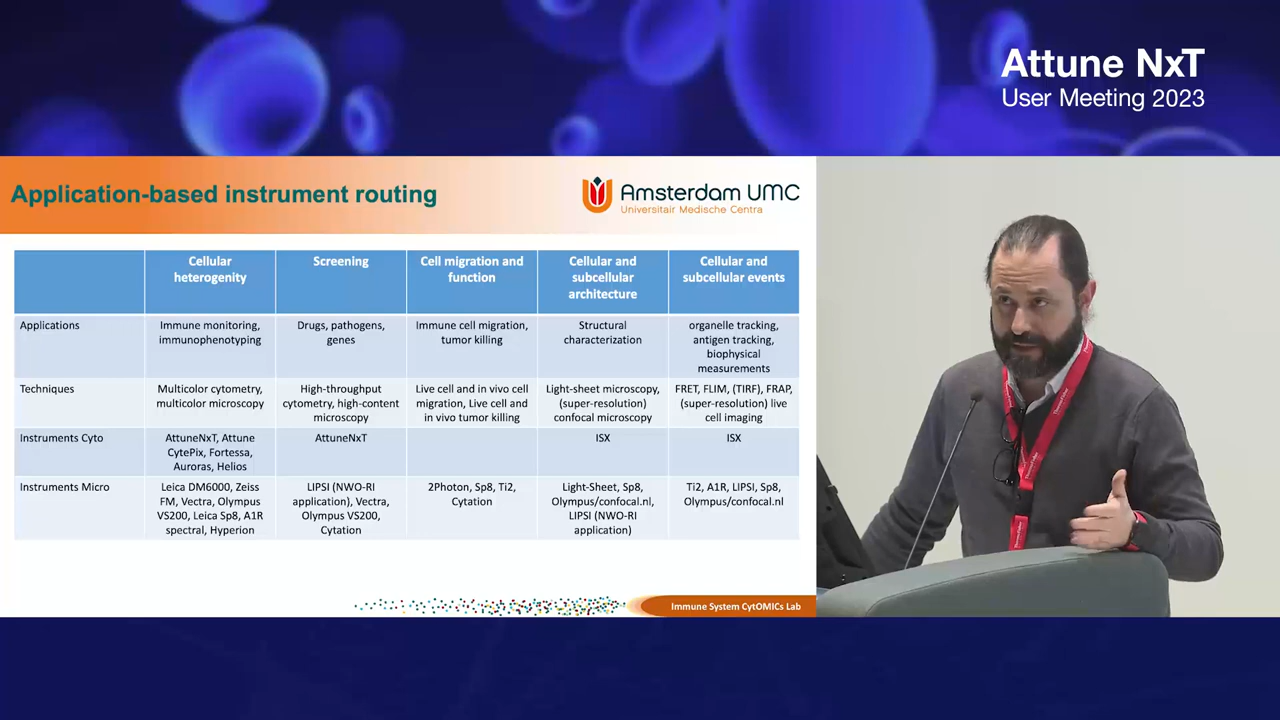 Attune NxT
User Meeting 2023
Application-based instrument routing
Amsterdam UMC
Universitair Medische Centra
Cellular heterogenity
Screening
Cell migration and function
Cellular and subcellular architecture
Cellular and subcellular events
Applications
Immune monitoring, immunophenotyping
Drugs, pathogens, genes
Immune cell migration, tumor killing
Structural characterization
organelle tracking, antigen tracking, biophysical measurements
Techniques
Multicolor cytometry, multicolor microscopy
High-throughput cytometry, high-content microscopy
Live cell and in vivo cell migration, Live cell and in vivo tumor killing
Light-sheet microscopy, (super-resolution) confocal microscopy
FRET, FLIM, (TIRF), FRAP, (super-resolution) live cell imaging
Instruments Cyto
AttuneNxT, Attune CytePix, Fortessa, Auroras, Helios
AttuneNxT
ISX
ISX
Instruments Micro
Leica DM6000, Zeiss FM, Vectra, Olympus VS200, Leica Sp8, A1R spectral, Hyperion
LIPSI (NWO-RI application), Vectra, Olympus VS200, Cytation
2Photon, Sp8, Ti2, Cytation
Light-Sheet, Sp8, Olympus/confocal.nl, LIPSI (NWO-RI application)
Ti2, A1R, LIPSI, Sp8, Olympus/confocal.nl
Immune System CytOMICs Lab